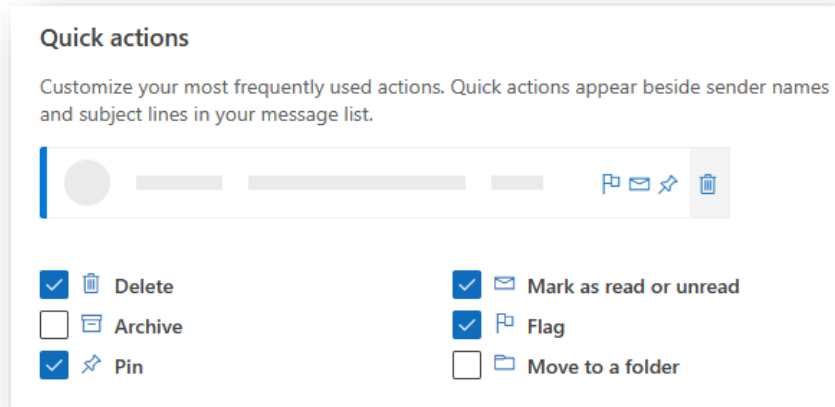 Quick actions
Customize your most frequently used actions. Quick actions appear beside sender names
and subject lines in your message list.
Delete
Mark as read or unread
Archive
Flag
Pin
Move to a folder